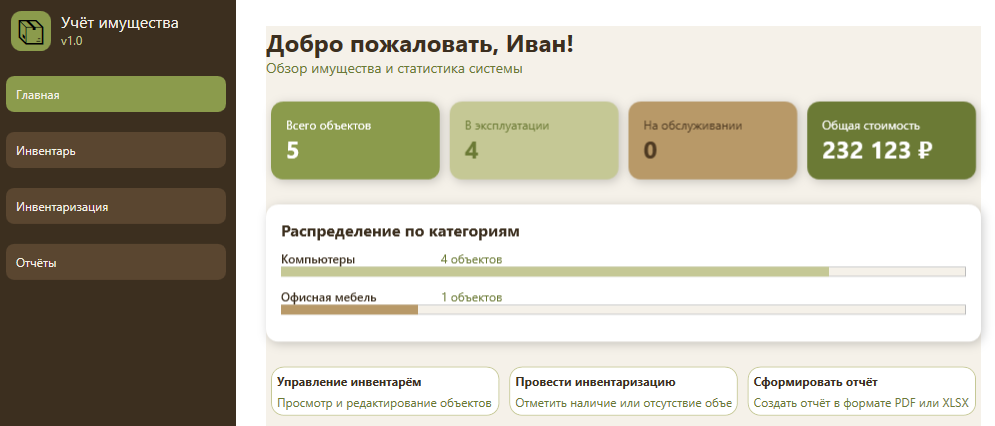 Учёт имущества
v1.0
Главная
Инвентарь
Инвентаризация
Отчёты
Добро пожаловать, Иван!
Обзор имущества и статистика системы
Всего объектов
5
В эксплуатации
4
На обслуживании
0
Общая стоимость
232 123 ₽
Распределение по категориям
Компьютеры 4 объектов
Офисная мебель 1 объектов
Управление инвентарём
Просмотр и редактирование объектов
Провести инвентаризацию
Отметить наличие или отсутствие объе
Сформировать отчёт
Создать отчёт в формате PDF или XLSX